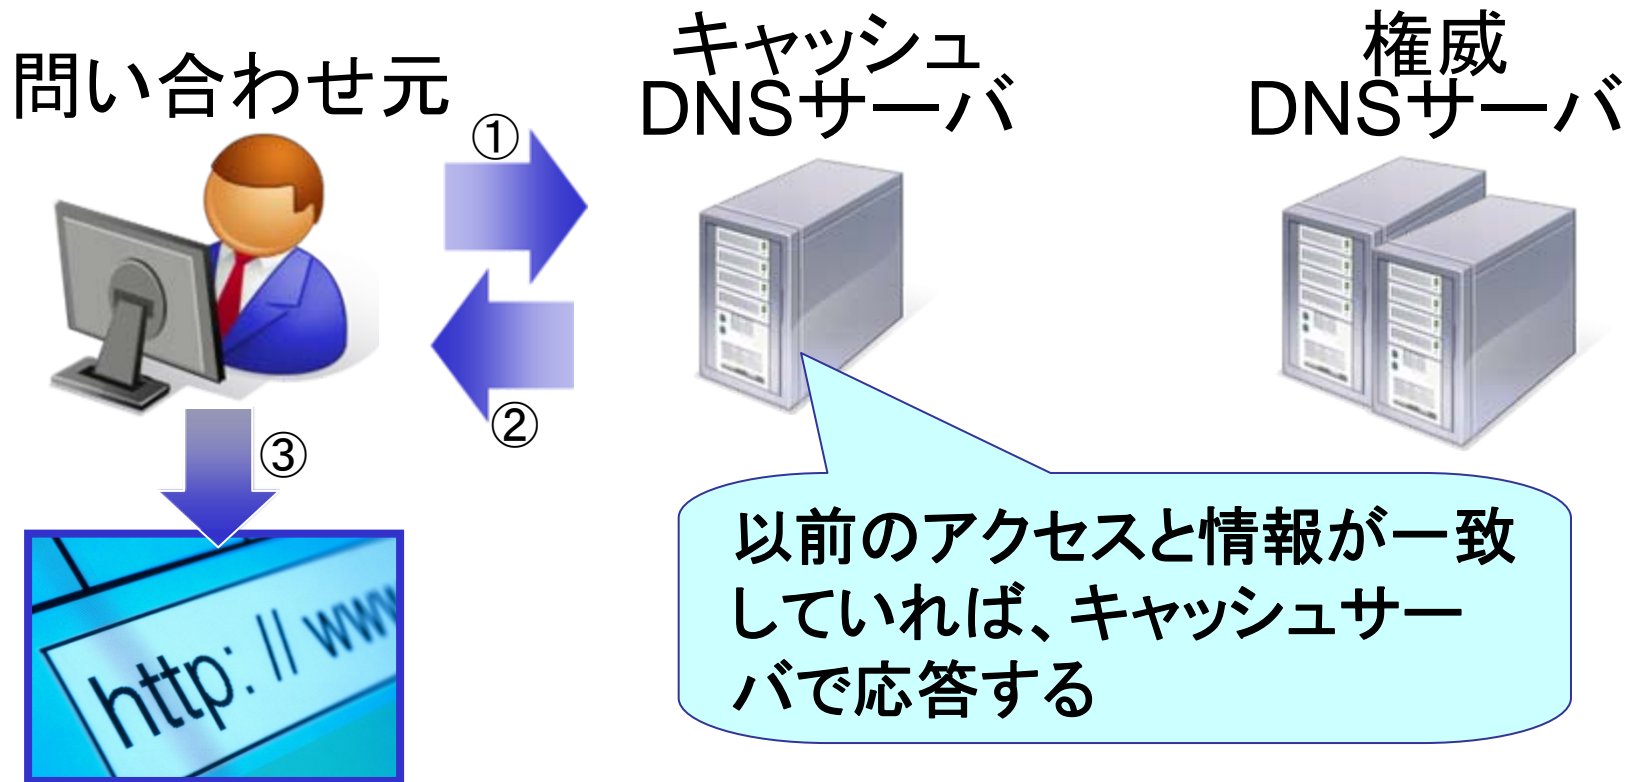 問い合わせ元
キャッシュ
DNSサーバ
権威
DNSサーバ
①
②
③
http: // www
以前のアクセスと情報が一致
していれば、キャッシュサー
バで応答する